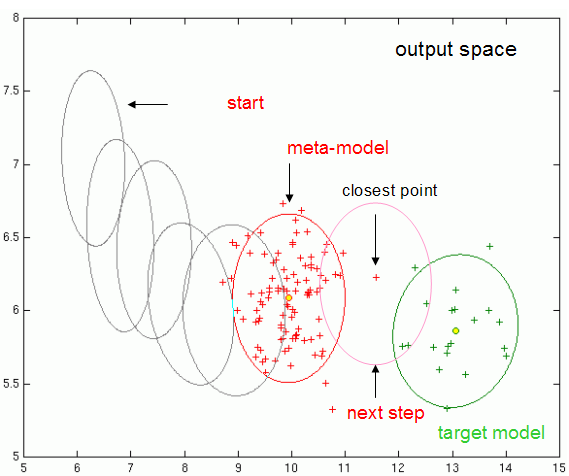 8
output space
7.5
start
7
meta-model
closest point
6.5
6
5.5
next step
target model
5
5 6 7 8 9 10 11 12 13 14 15